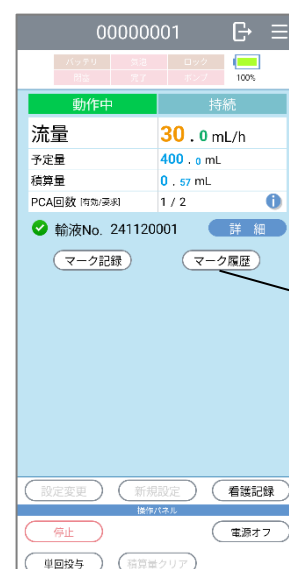 00000001
バッテリ 気泡 ロック
閉塞 完了 ポンプ 100%
動作中 持続
流量 30.0 mL/h
予定量 400.0 mL
積算量 0.57 mL
PCA回数 [有効/要求] 1 / 2
輸液No. 241120001 詳 細
マーク記録 マーク履歴
設定変更 新規設定 看護記録
操作パネル
停止 電源オフ
単回投与 積算量クリア